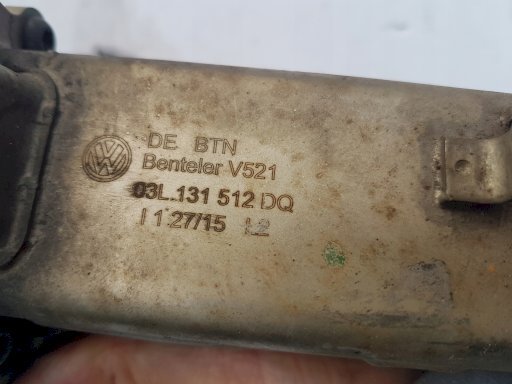 DE BTN
Benteler V521
03L.131 512 DQ
I 1.27/15 L2